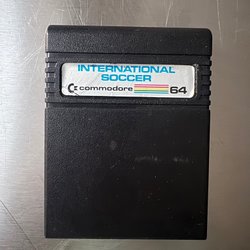 INTERNATIONAL
SOCCER
commodore 64